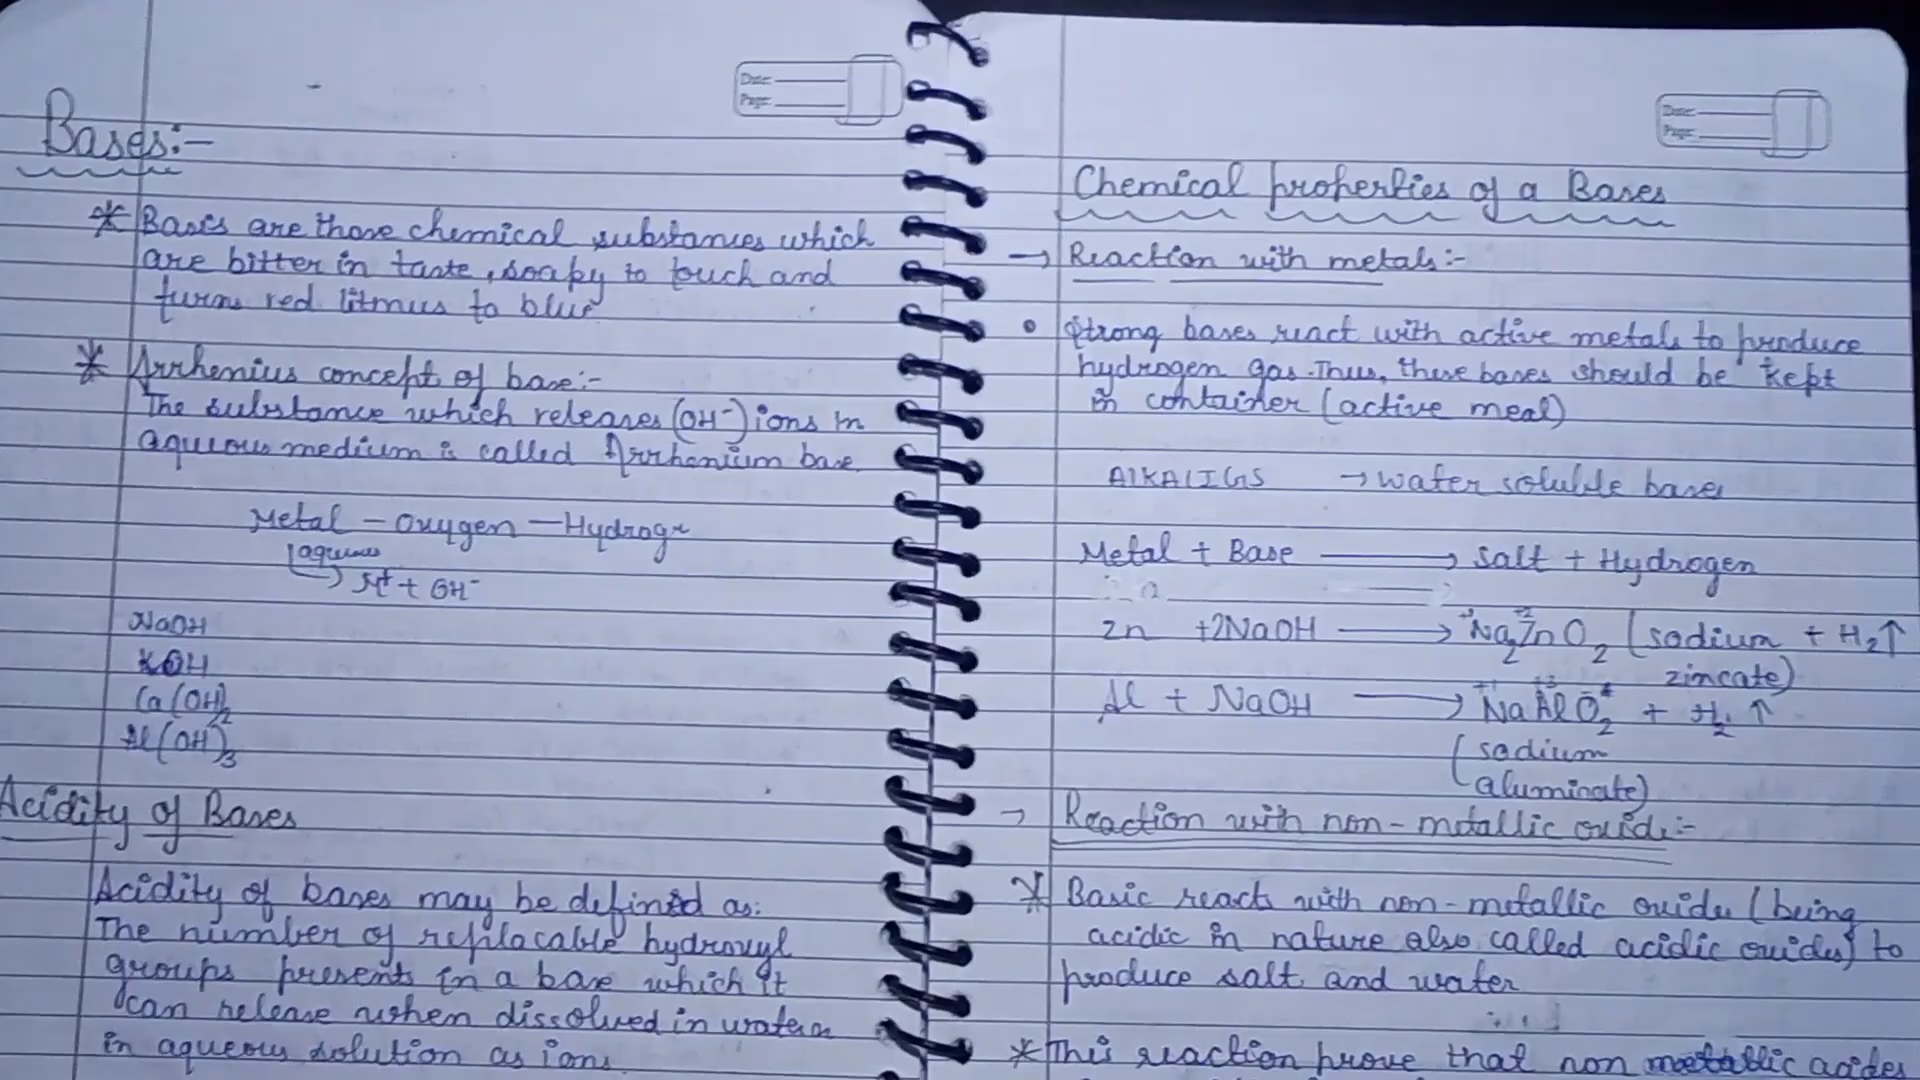 Date:
Page:
Bases:-
* Bases are those chemical substances which
are bitter in taste, soapy to touch and
turns red litmus to blue
* Arrhenius concept of base:-
The substance which releases (OH⁻) ions in
aqueous medium is called Arrhenium base
Metal - Oxygen - Hydrogr
aqueous
→ M⁺ + OH⁻
NaOH
KOH
Ca(OH)₂
Al(OH)₃
Acidity of Bases
Acidity of bases may be defined as:
The number of replacable hydroxyl
groups presents in a base which it
can release when dissolved in water
in aqueous solution as ions.
Date:
Page:
Chemical properties of a Bases
→ Reaction with metals:-
• Strong bases react with active metals to produce
hydrogen gas. Thus, these bases should be kept
in container (active meal)
AlKALIGS → water soluble bases
Metal + Base → salt + Hydrogen
Zn + 2NaOH → Na₂ZnO₂ (sodium + H₂↑
zincate)
Al + NaOH → NaAlO₂ + H₂↑
(sadium
aluminate)
→ Reaction with non-metallic oxide:-
* Basic reacts with non-metallic oxides (being
acidic in nature also called acidic oxides) to
produce salt and water
* This reaction prove that non metallic